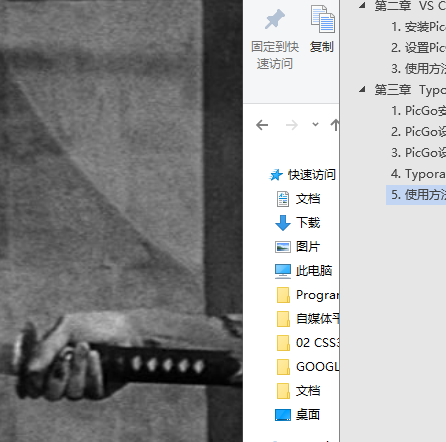 固定到快
速访问
复制
快速访问
文档
下载
图片
此电脑
Progra
自媒体
02 CSS3
GOOGL
文档
桌面
第二章 VS C
1. 安装Pic
2. 设置Pic
3. 使用方
第三章 Typo
1. PicGo安
2. PicGo设
3. PicGo设
4. Typora
5. 使用方